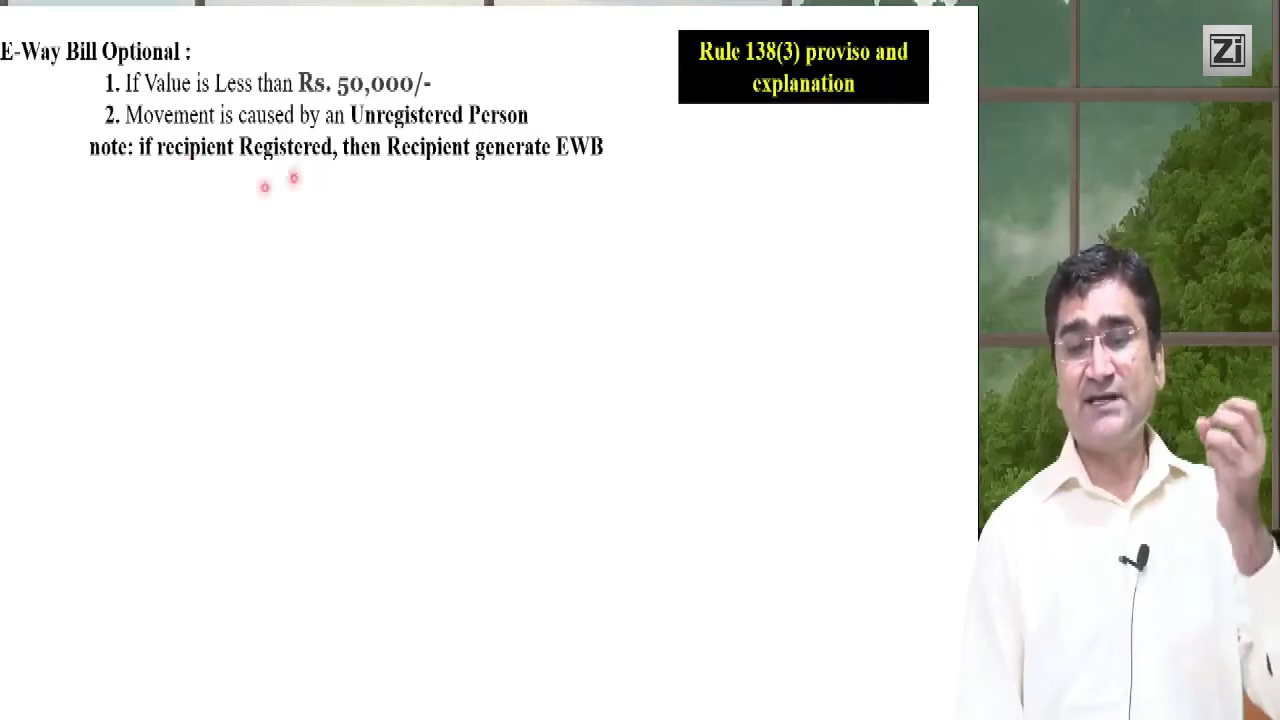 E-Way Bill Optional :
1. If Value is Less than Rs. 50,000/-
2. Movement is caused by an Unregistered Person
note: if recipient Registered, then Recipient generate EWB
Rule 138(3) proviso and
explanation
Zi